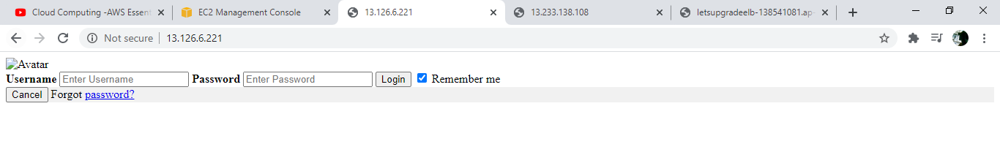 Cloud Computing -AWS Essent
EC2 Management Console
13.126.6.221
13.233.138.108
letsupgradeelb-138541081.ap-
Not secure 13.126.6.221
Avatar
Username Enter Username Password Enter Password Login Remember me
Cancel Forgot password?